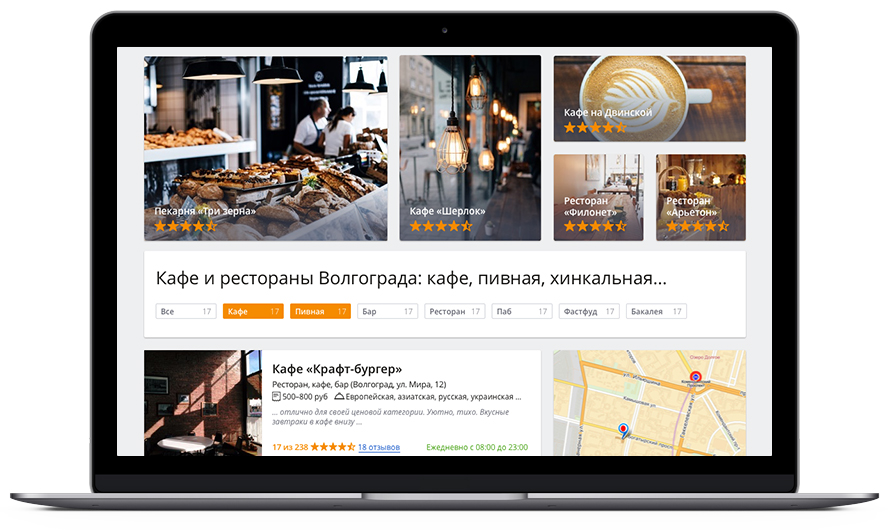 Пекарня «Три зерна»
Кафе «Шерлок»
Кафе на Двинской
Ресторан
«Филонет»
Ресторан
«Арьетон»
Кафе и рестораны Волгограда: кафе, пивная, хинкальная...
Все 17
Кафе 17
Пивная 17
Бар 17
Ресторан 17
Паб 17
Фастфуд 17
Бакалея 17
Кафе «Крафт-бургер»
Ресторан, кафе, бар (Волгоград, ул. Мира, 12)
500–800 руб Европейская, азиатская, русская, украинская ...
... отлично для своей ценовой категории. Уютно, тихо. Вкусные
завтраки в кафе внизу ...
17 из 238 18 отзывов Ежедневно с 08:00 до 23:00